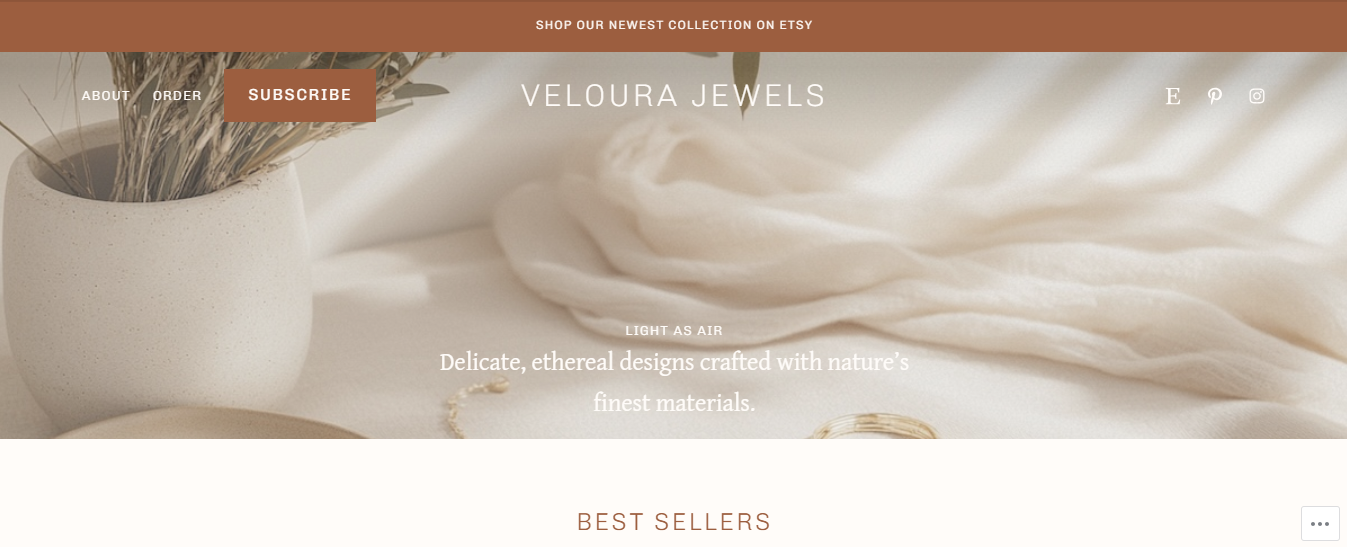 SHOP OUR NEWEST COLLECTION ON ETSY
ABOUT ORDER SUBSCRIBE VELOURA JEWELS E
LIGHT AS AIR
Delicate, ethereal designs crafted with nature’s
finest materials.
BEST SELLERS